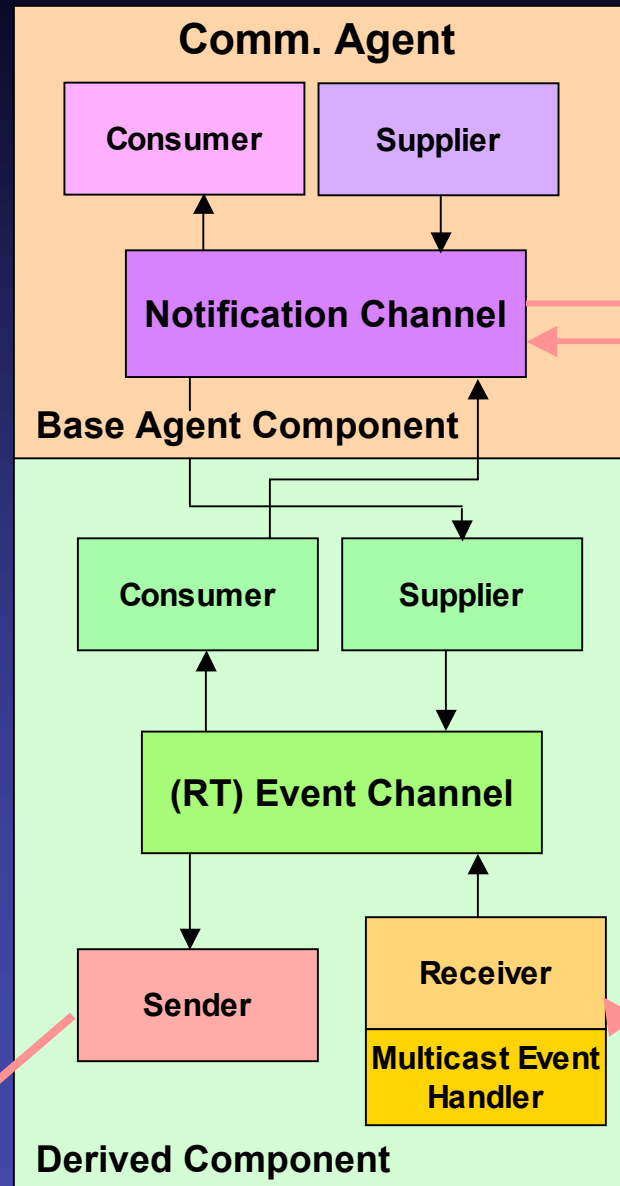 Comm. Agent
Consumer
Supplier
Notification Channel
Base Agent Component
Consumer
Supplier
(RT) Event Channel
Sender
Receiver
Multicast Event
Handler
Derived Component